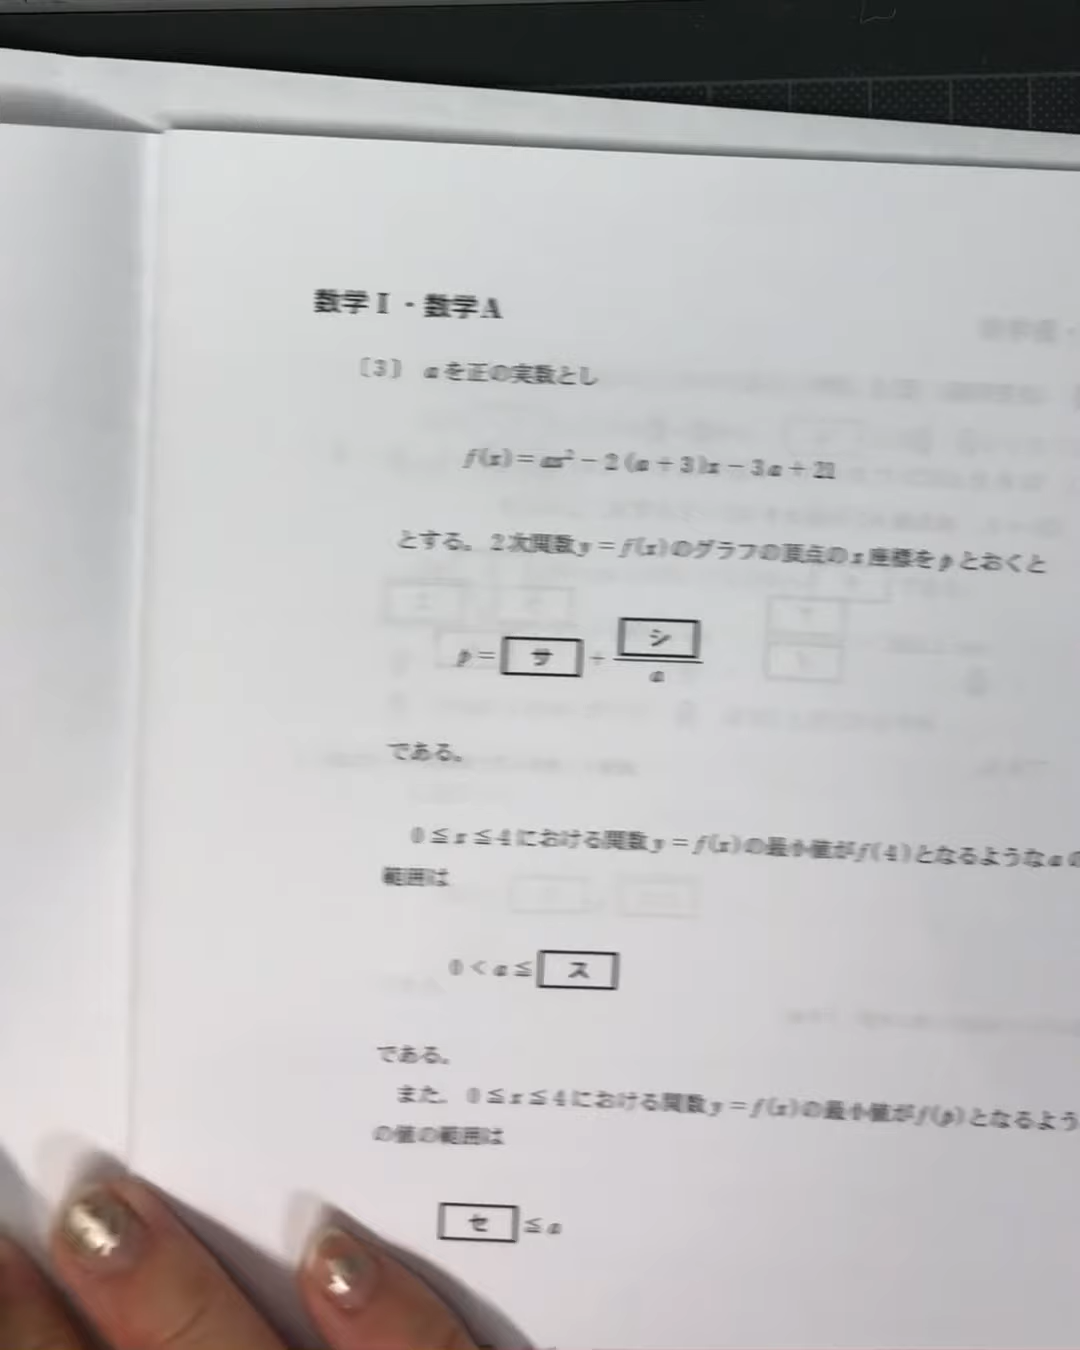 数学Ⅰ・数学A
〔3〕 aを正の実数とし
f(x)=ax²-2(a+3)x-3a+21
とする。2次関数y=f(x)のグラフの頂点のx座標をpとおくと
p=サ+シ/a
である。
0≦x≦4における関数y=f(x)の最小値がf(4)となるようなaの
範囲は
0<a≦ス
である。
また，0≦x≦4における関数y=f(x)の最小値がf(p)となるよう
の値の範囲は
セ≦a